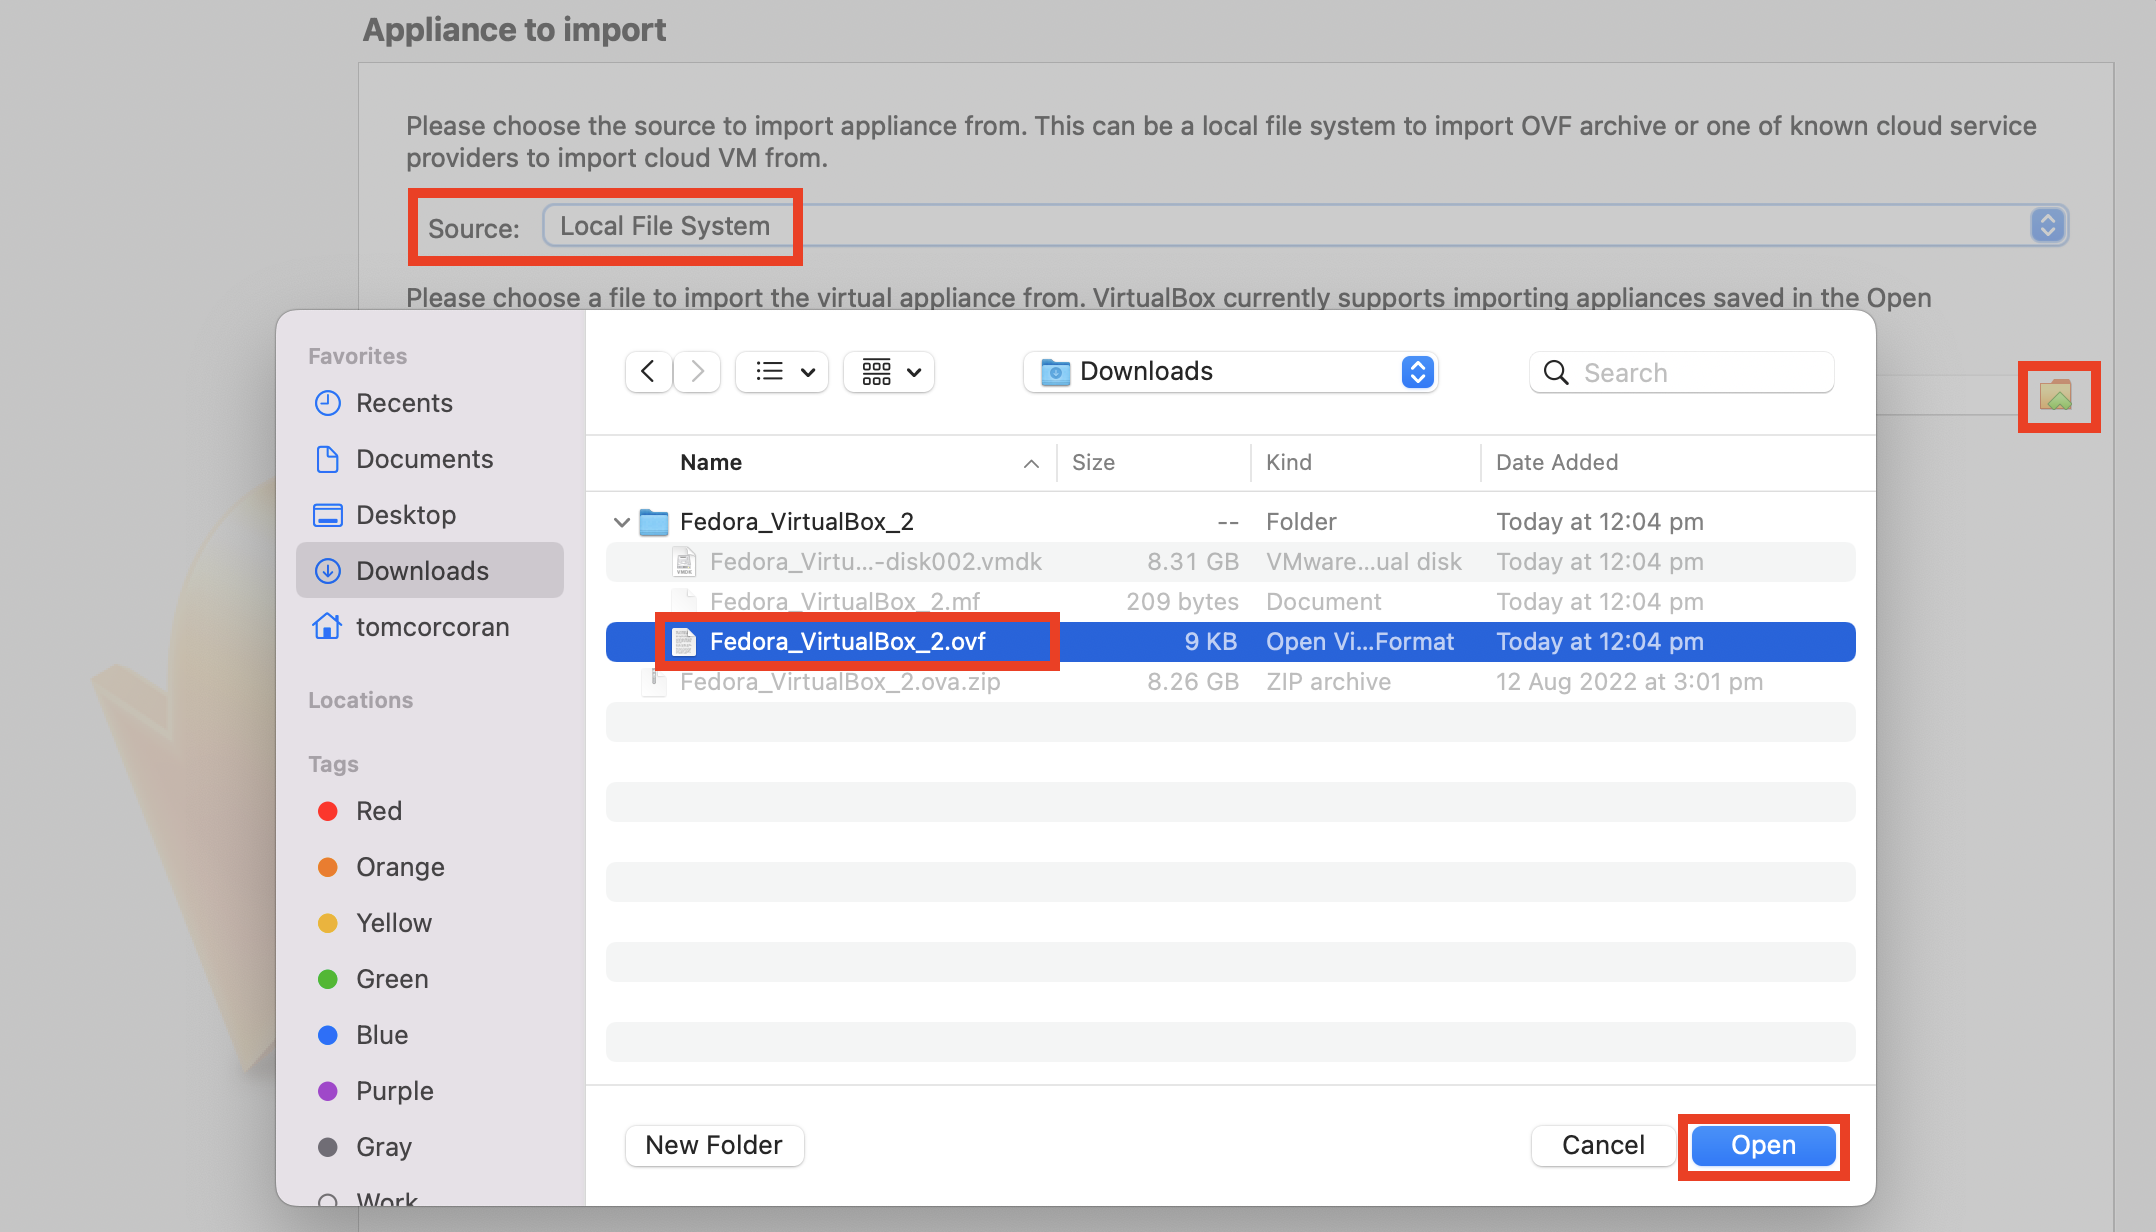 Appliance to import
Please choose the source to import appliance from. This can be a local file system to import OVF archive or one of known cloud service
providers to import cloud VM from.
Source: Local File System
Please choose a file to import the virtual appliance from. VirtualBox currently supports importing appliances saved in the Open
Favorites
Recents
Documents
Desktop
Downloads
tomcorcoran
Locations
Tags
Red
Orange
Yellow
Green
Blue
Purple
Gray
Work
Downloads
Search
Name Size Kind Date Added
Fedora_VirtualBox_2 -- Folder Today at 12:04 pm
Fedora_Virtu...-disk002.vmdk 8.31 GB VMware...ual disk Today at 12:04 pm
Fedora_VirtualBox_2.mf 209 bytes Document Today at 12:04 pm
Fedora_VirtualBox_2.ovf 9 KB Open Vi...Format Today at 12:04 pm
Fedora_VirtualBox_2.ova.zip 8.26 GB ZIP archive 12 Aug 2022 at 3:01 pm
New Folder Cancel Open